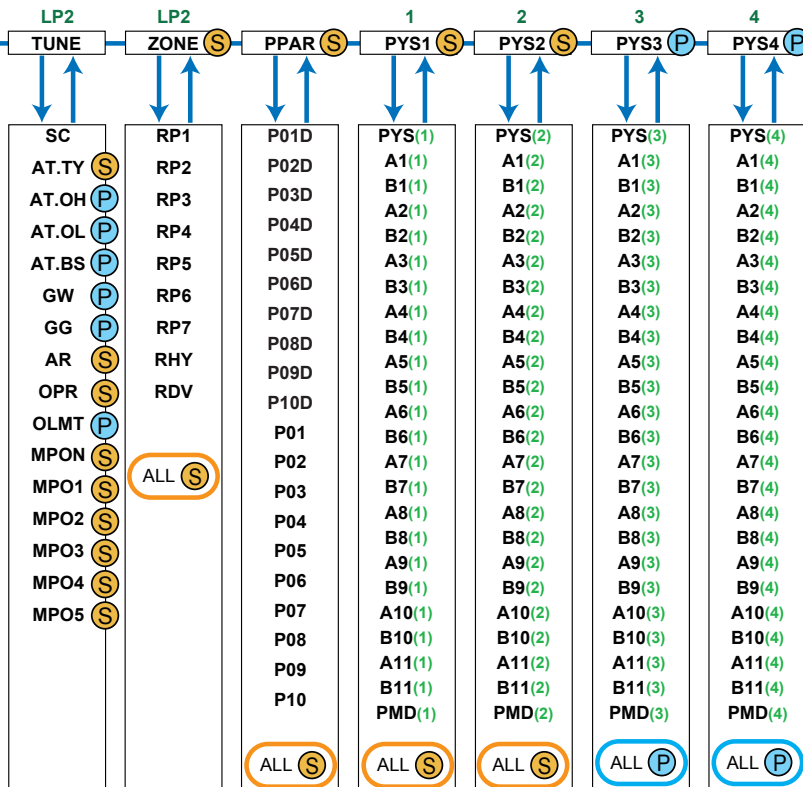 LP2
TUNE
SC
AT.TY S
AT.OH P
AT.OL P
AT.BS P
GW P
GG P
AR S
OPR S
OLMT P
MPON S
MPO1 S
MPO2 S
MPO3 S
MPO4 S
MPO5 S
LP2
ZONE S
RP1
RP2
RP3
RP4
RP5
RP6
RP7
RHY
RDV
ALL S
PPAR S
P01D
P02D
P03D
P04D
P05D
P06D
P07D
P08D
P09D
P10D
P01
P02
P03
P04
P05
P06
P07
P08
P09
P10
ALL S
1
PYS1 S
PYS(1)
A1(1)
B1(1)
A2(1)
B2(1)
A3(1)
B3(1)
A4(1)
B4(1)
A5(1)
B5(1)
A6(1)
B6(1)
A7(1)
B7(1)
A8(1)
B8(1)
A9(1)
B9(1)
A10(1)
B10(1)
A11(1)
B11(1)
PMD(1)
ALL S
2
PYS2 S
PYS(2)
A1(2)
B1(2)
A2(2)
B2(2)
A3(2)
B3(2)
A4(2)
B4(2)
A5(2)
B5(2)
A6(2)
B6(2)
A7(2)
B7(2)
A8(2)
B8(2)
A9(2)
B9(2)
A10(2)
B10(2)
A11(2)
B11(2)
PMD(2)
ALL S
3
PYS3 P
PYS(3)
A1(3)
B1(3)
A2(3)
B2(3)
A3(3)
B3(3)
A4(3)
B4(3)
A5(3)
B5(3)
A6(3)
B6(3)
A7(3)
B7(3)
A8(3)
B8(3)
A9(3)
B9(3)
A10(3)
B10(3)
A11(3)
B11(3)
PMD(3)
ALL P
4
PYS4 P
PYS(4)
A1(4)
B1(4)
A2(4)
B2(4)
A3(4)
B3(4)
A4(4)
B4(4)
A5(4)
B5(4)
A6(4)
B6(4)
A7(4)
B7(4)
A8(4)
B8(4)
A9(4)
B9(4)
A10(4)
B10(4)
A11(4)
B11(4)
PMD(4)
ALL P